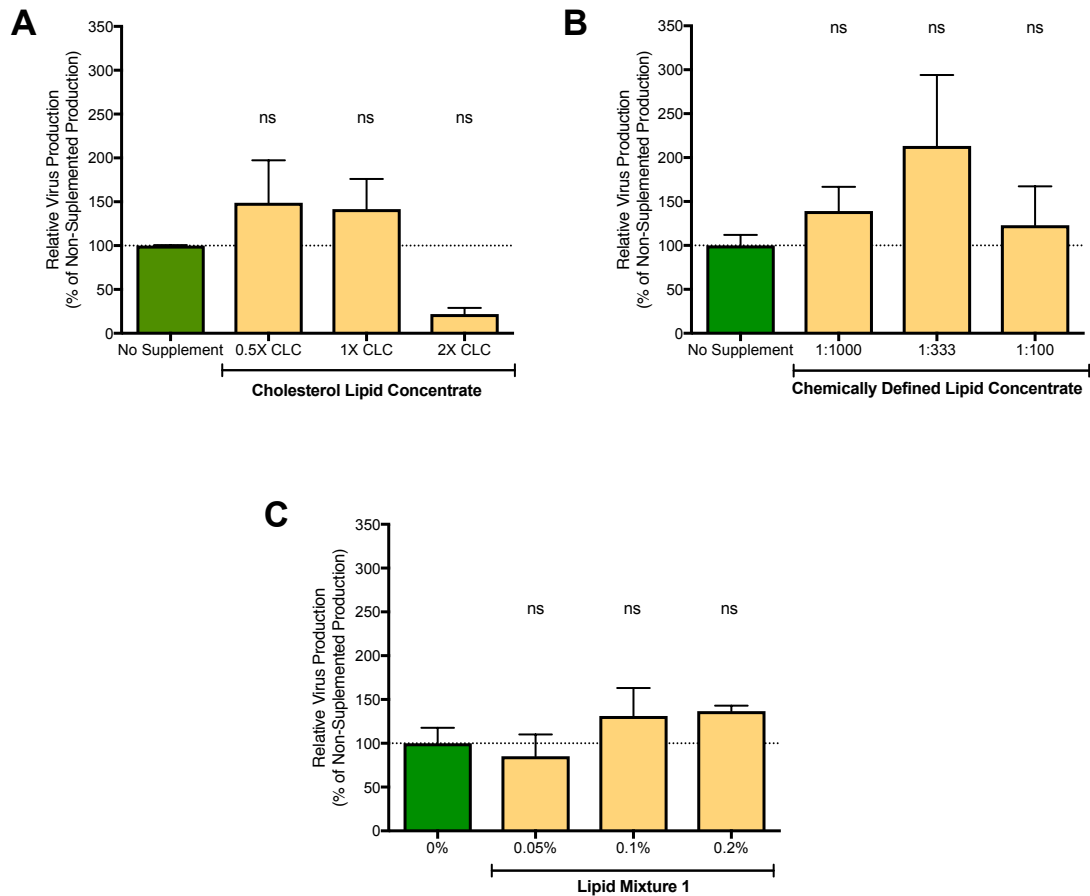 A
Relative Virus Production
(% of Non-Suplemented Production)
350
300
250
200
150
100
50
0
ns
ns
ns
No Supplement
0.5X CLC
1X CLC
2X CLC
Cholesterol Lipid Concentrate
B
Relative Virus Production
(% of Non-Suplemented Production)
350
300
250
200
150
100
50
0
ns
ns
ns
No Supplement
1:1000
1:333
1:100
Chemically Defined Lipid Concentrate
C
Relative Virus Production
(% of Non-Suplemented Production)
350
300
250
200
150
100
50
0
ns
ns
ns
0%
0.05%
0.1%
0.2%
Lipid Mixture 1